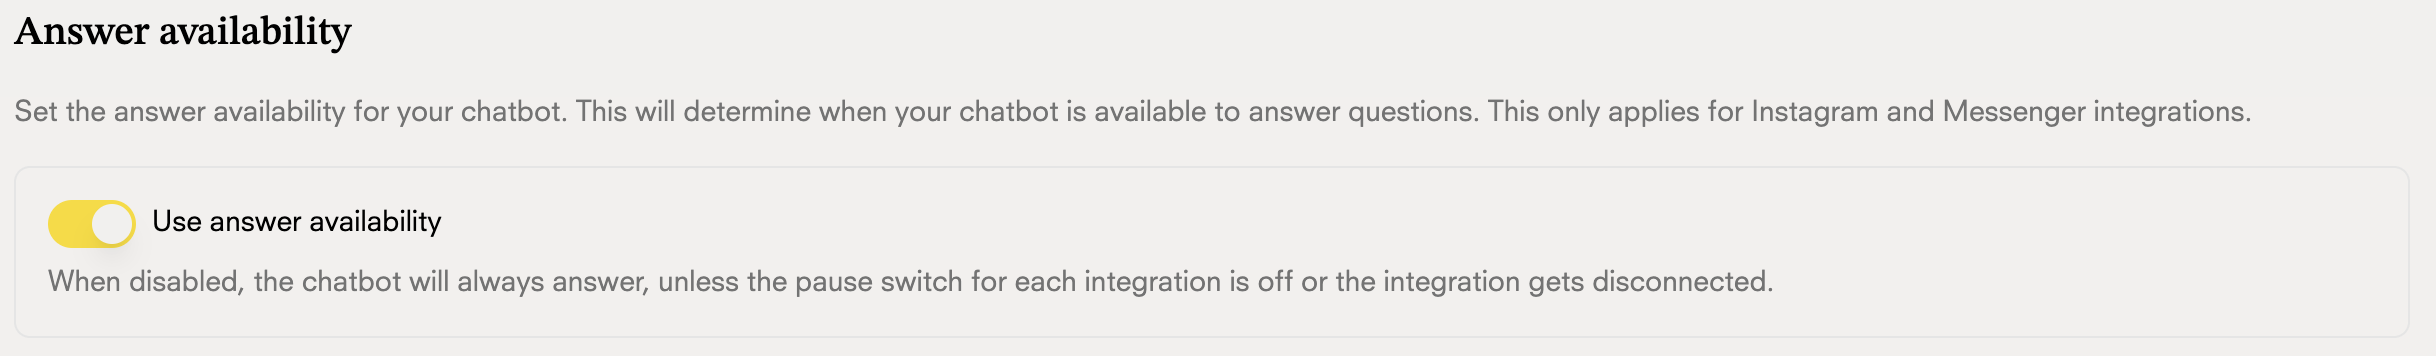 Answer availability
Set the answer availability for your chatbot. This will determine when your chatbot is available to answer questions. This only applies for Instagram and Messenger integrations.
Use answer availability
When disabled, the chatbot will always answer, unless the pause switch for each integration is off or the integration gets disconnected.